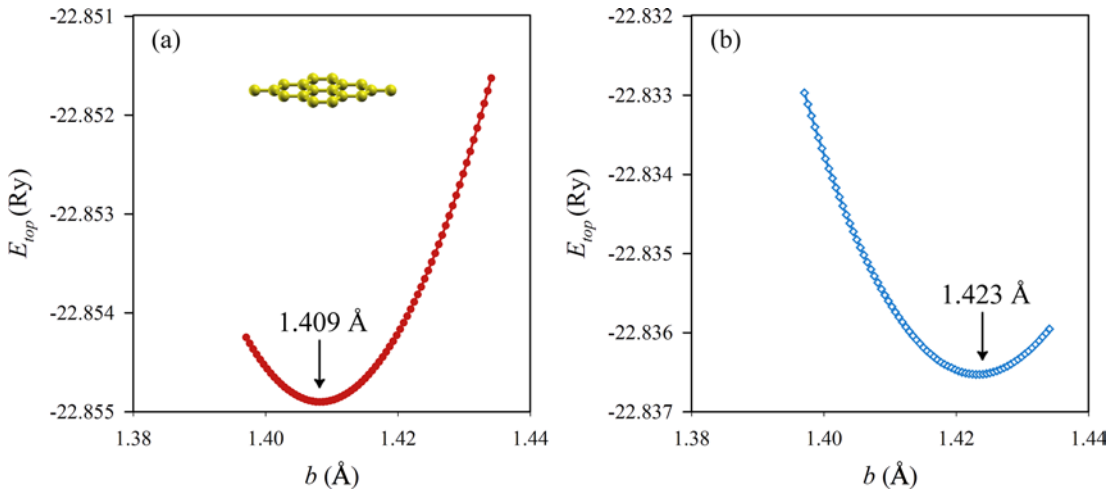 (a)
-22.851
-22.852
-22.853
-22.854
-22.855
E_top (Ry)
1.409 Å
1.38
1.40
1.42
1.44
b (Å)
(b)
-22.832
-22.833
-22.834
-22.835
-22.836
-22.837
E_top (Ry)
1.423 Å
1.38
1.40
1.42
1.44
b (Å)